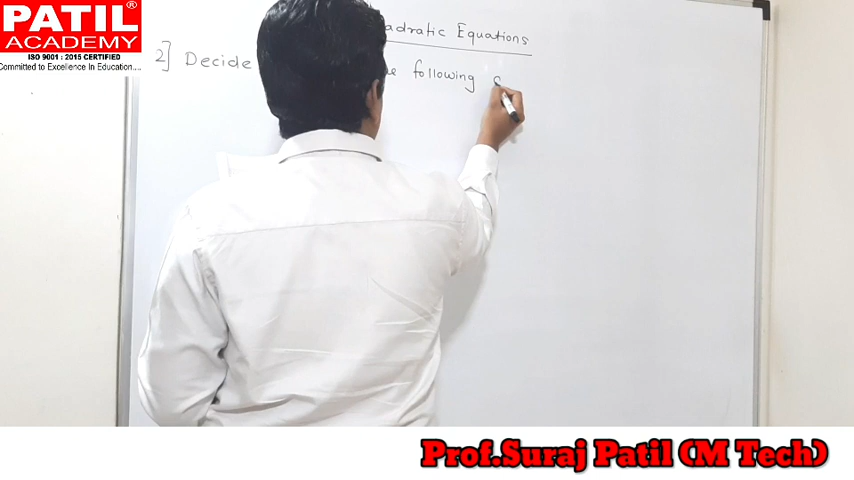 PATIL
ACADEMY
ISO 9001 : 2015 CERTIFIED
Committed to Excellence In Education....
adratic Equations
2] Decide following
Prof.Suraj Patil (M Tech)